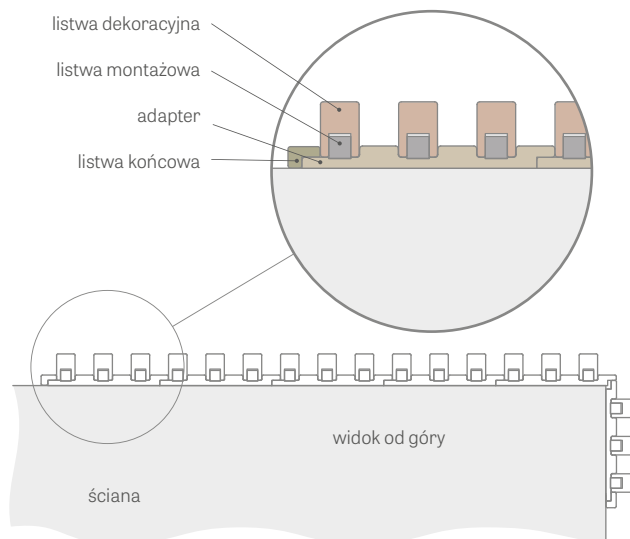 listwa dekoracyjna
listwa montażowa
adapter
listwa końcowa
widok od góry
ściana